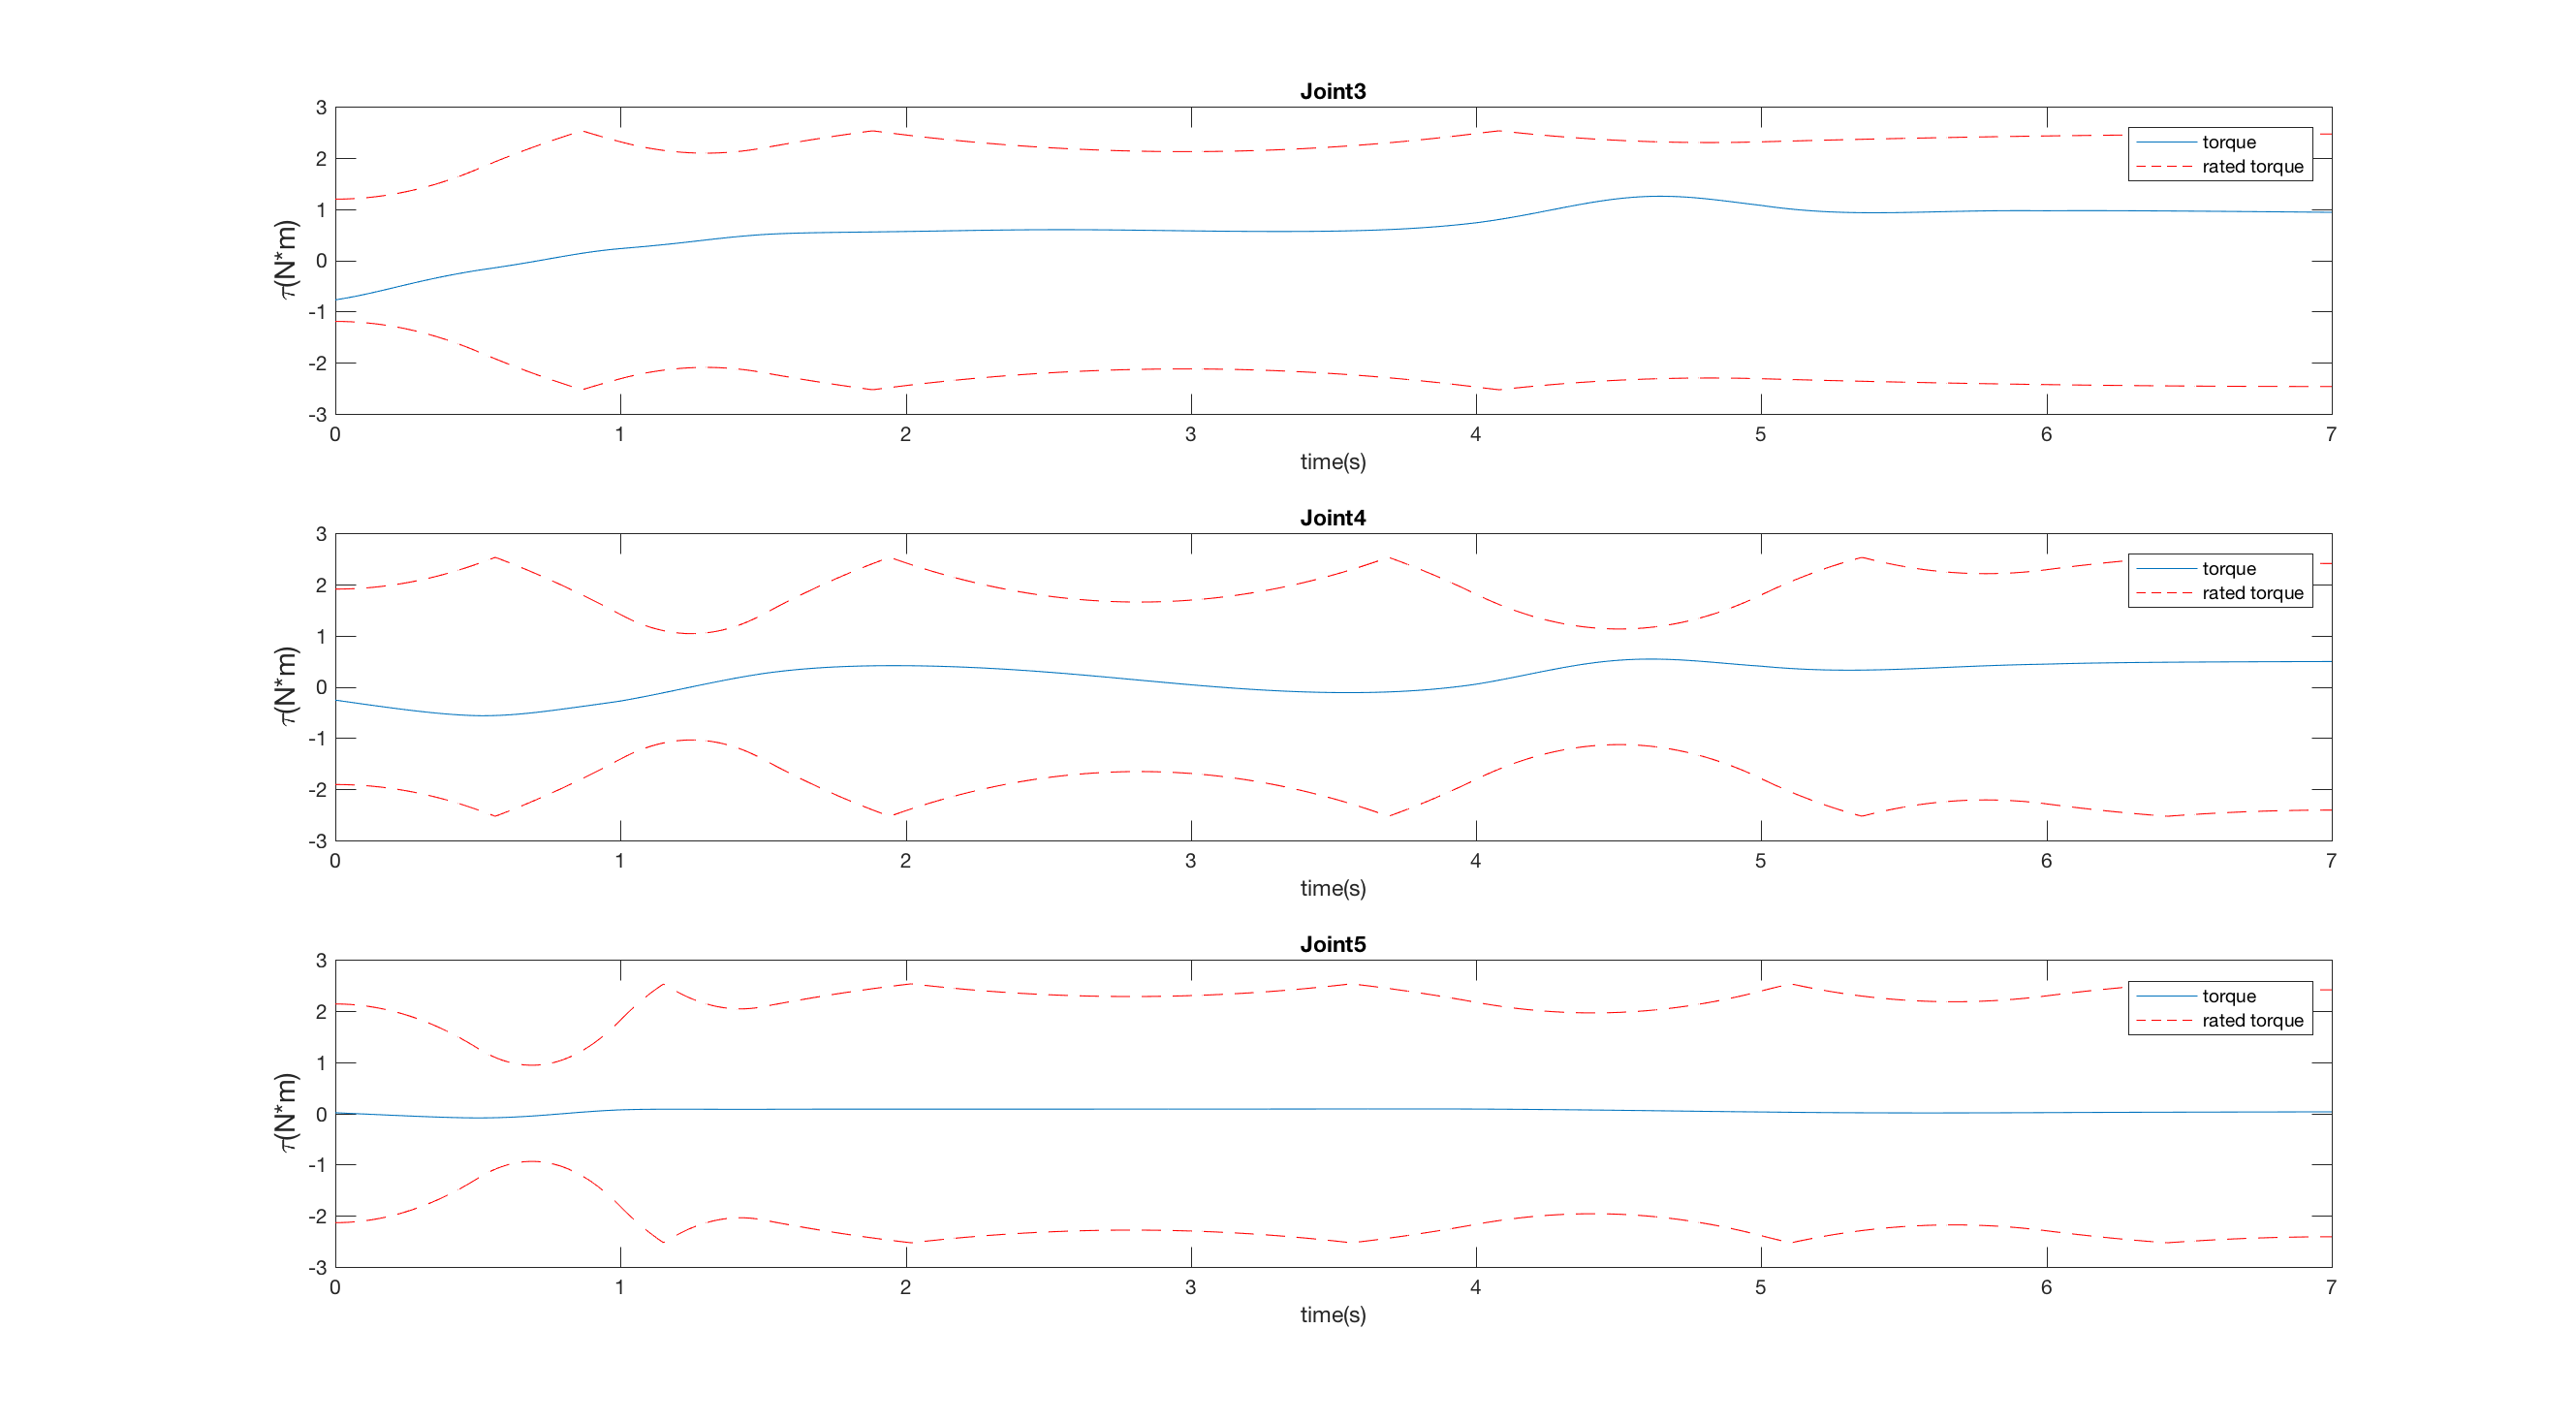 Joint3
3
2
1
0
-1
-2
-3
τ(N*m)
torque
rated torque
0 1 2 3 4 5 6 7
time(s)
Joint4
3
2
1
0
-1
-2
-3
τ(N*m)
torque
rated torque
0 1 2 3 4 5 6 7
time(s)
Joint5
3
2
1
0
-1
-2
-3
τ(N*m)
torque
rated torque
0 1 2 3 4 5 6 7
time(s)